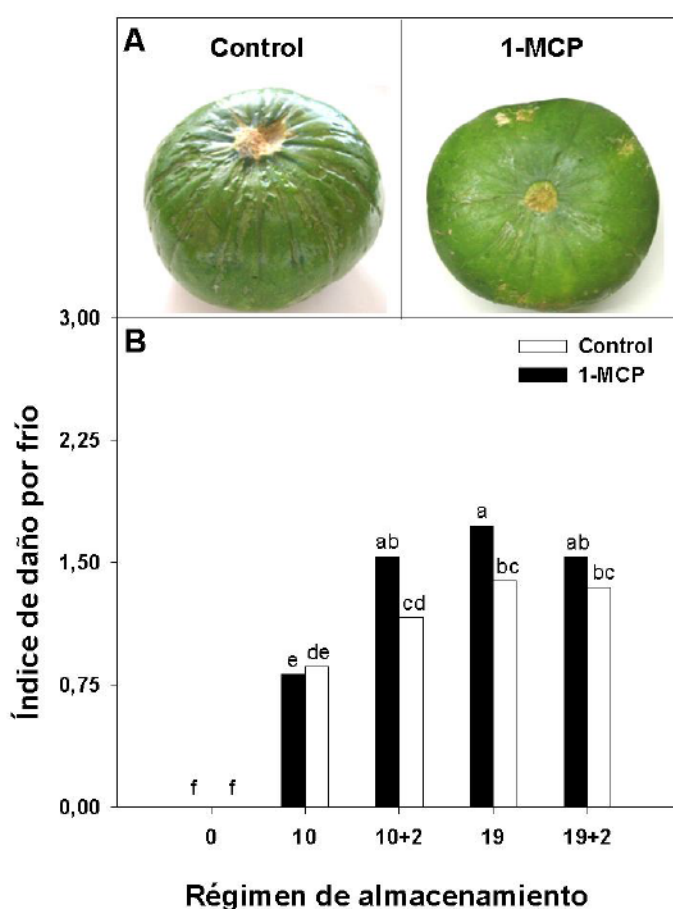 A
Control
1-MCP
3,00
B
Control
1-MCP
2,25
a
ab
ab
1,50
bc
bc
cd
de
e
0,75
f
f
0,00
0
10
10+2
19
19+2
Índice de daño por frío
Régimen de almacenamiento